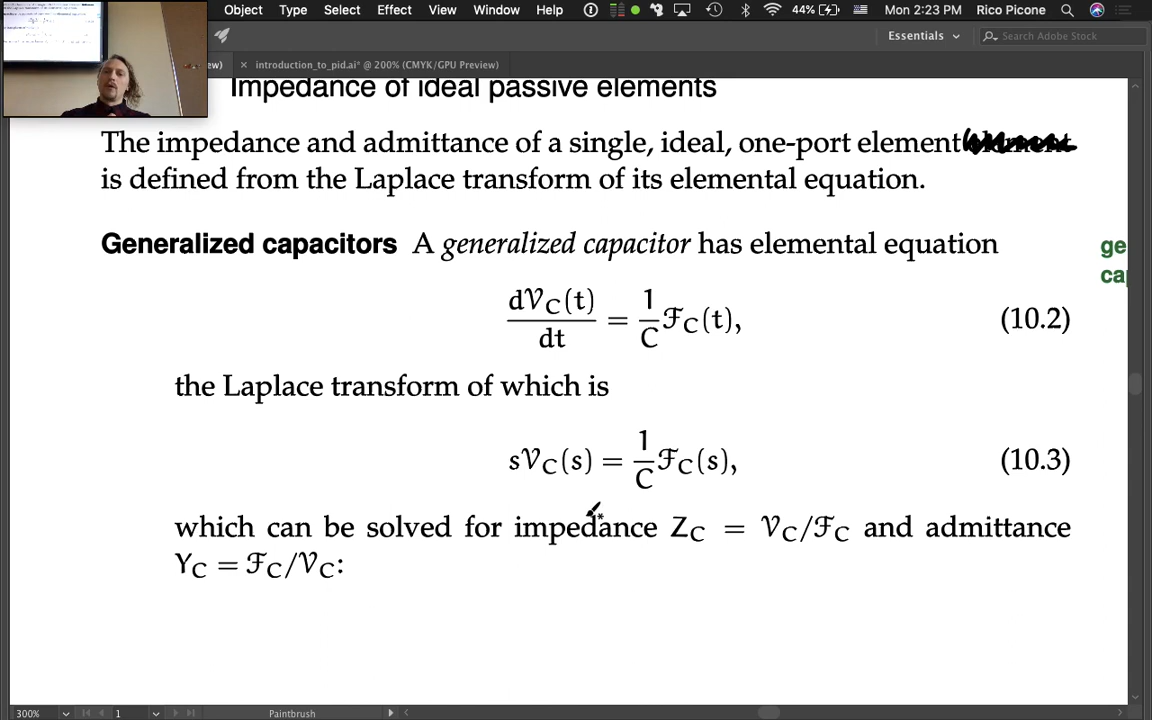 Object Type Select Effect View Window Help 44% Mon 2:23 PM Rico Picone
Essentials Search Adobe Stock
ew) × introduction_to_pid.ai* @ 200% (CMYK/GPU Preview)
Impedance of ideal passive elements
The impedance and admittance of a single, ideal, one-port element
is defined from the Laplace transform of its elemental equation.
Generalized capacitors A generalized capacitor has elemental equation
ge
cap
d𝒱_C(t)/dt = 1/C ℱ_C(t), (10.2)
the Laplace transform of which is
s𝒱_C(s) = 1/C ℱ_C(s), (10.3)
which can be solved for impedance Z_C = 𝒱_C/ℱ_C and admittance
Y_C = ℱ_C/𝒱_C:
300% 1 Paintbrush